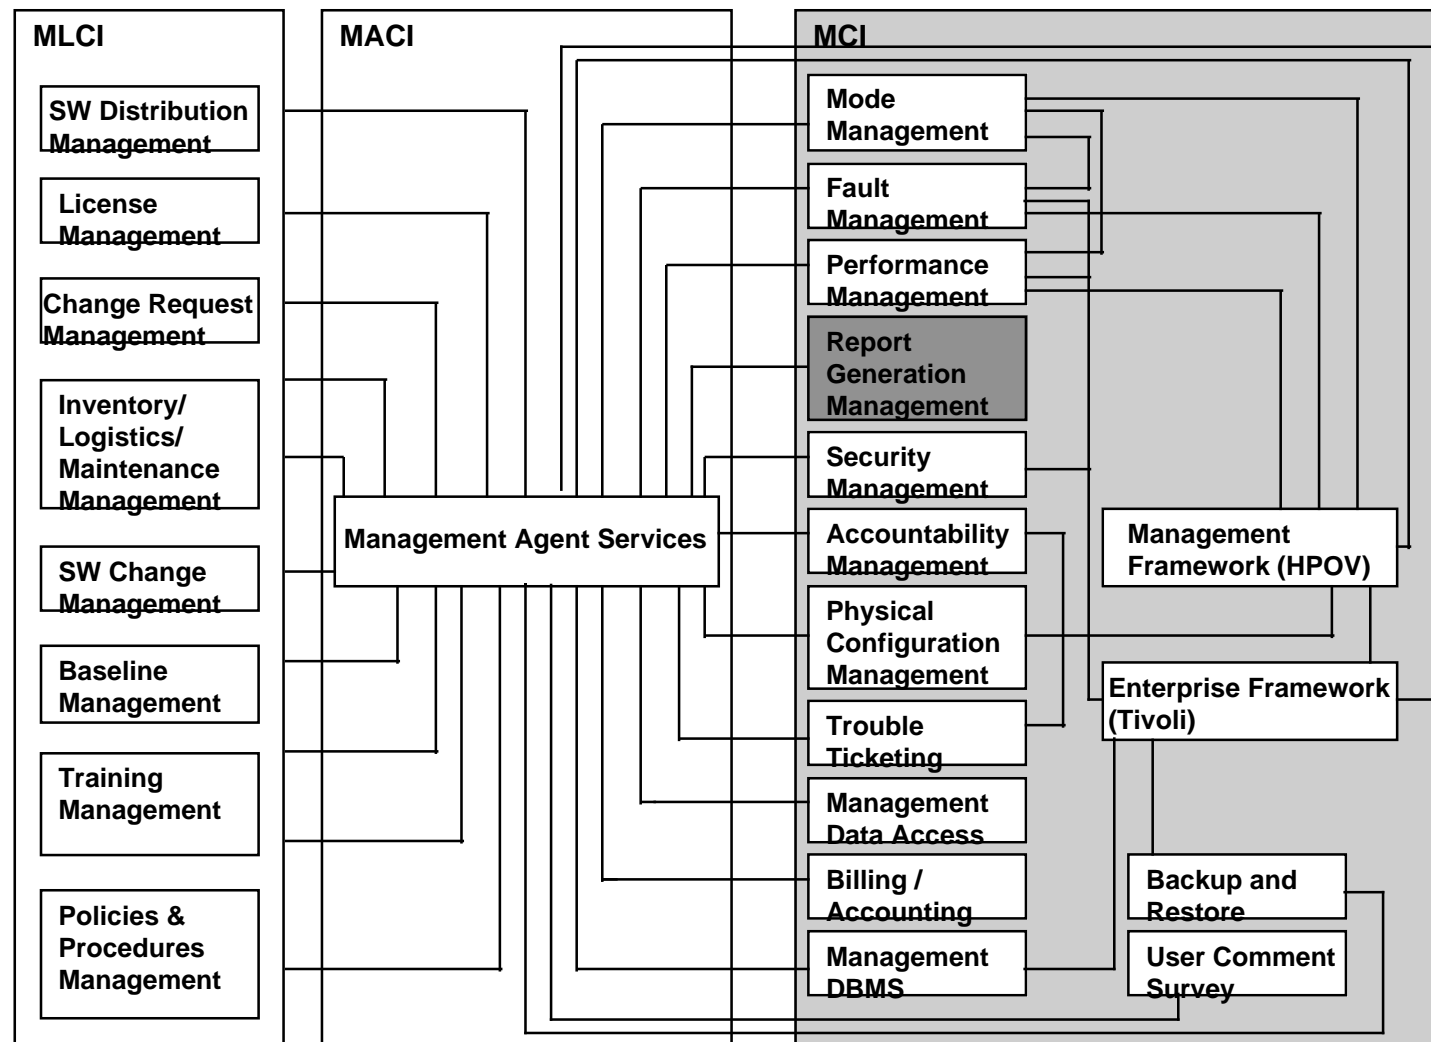 MLCI
SW Distribution
Management
License
Management
Change Request
Management
Inventory/
Logistics/
Maintenance
Management
SW Change
Management
Baseline
Management
Training
Management
Policies &
Procedures
Management
MACI
Management Agent Services
MCI
Mode
Management
Fault
Management
Performance
Management
Report
Generation
Management
Security
Management
Accountability
Management
Physical
Configuration
Management
Trouble
Ticketing
Management
Data Access
Billing /
Accounting
Management
DBMS
Management
Framework (HPOV)
Enterprise Framework
(Tivoli)
Backup and
Restore
User Comment
Survey